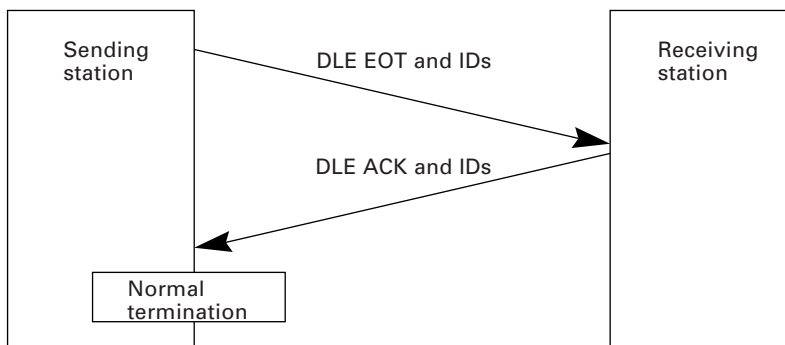 Sending
station
DLE EOT and IDs
Receiving
station
DLE ACK and IDs
Normal
termination